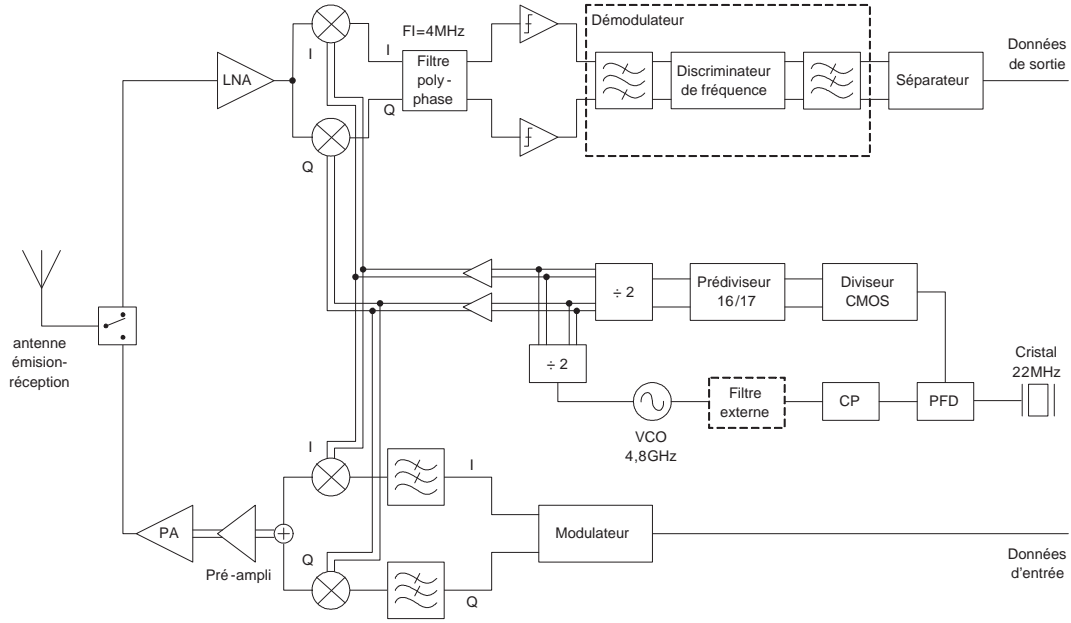 Démodulateur
FI=4MHz
I
I
LNA
Filtre
poly-
phase
Discriminateur
de fréquence
Séparateur
Données
de sortie
Q
Q
÷ 2
Prédiviseur
16/17
Diviseur
CMOS
antenne
émision-
réception
÷ 2
Filtre
externe
CP
PFD
Cristal
22MHz
VCO
4,8GHz
I
I
PA
Pré-ampli
Modulateur
Q
Q
Données
d'entrée